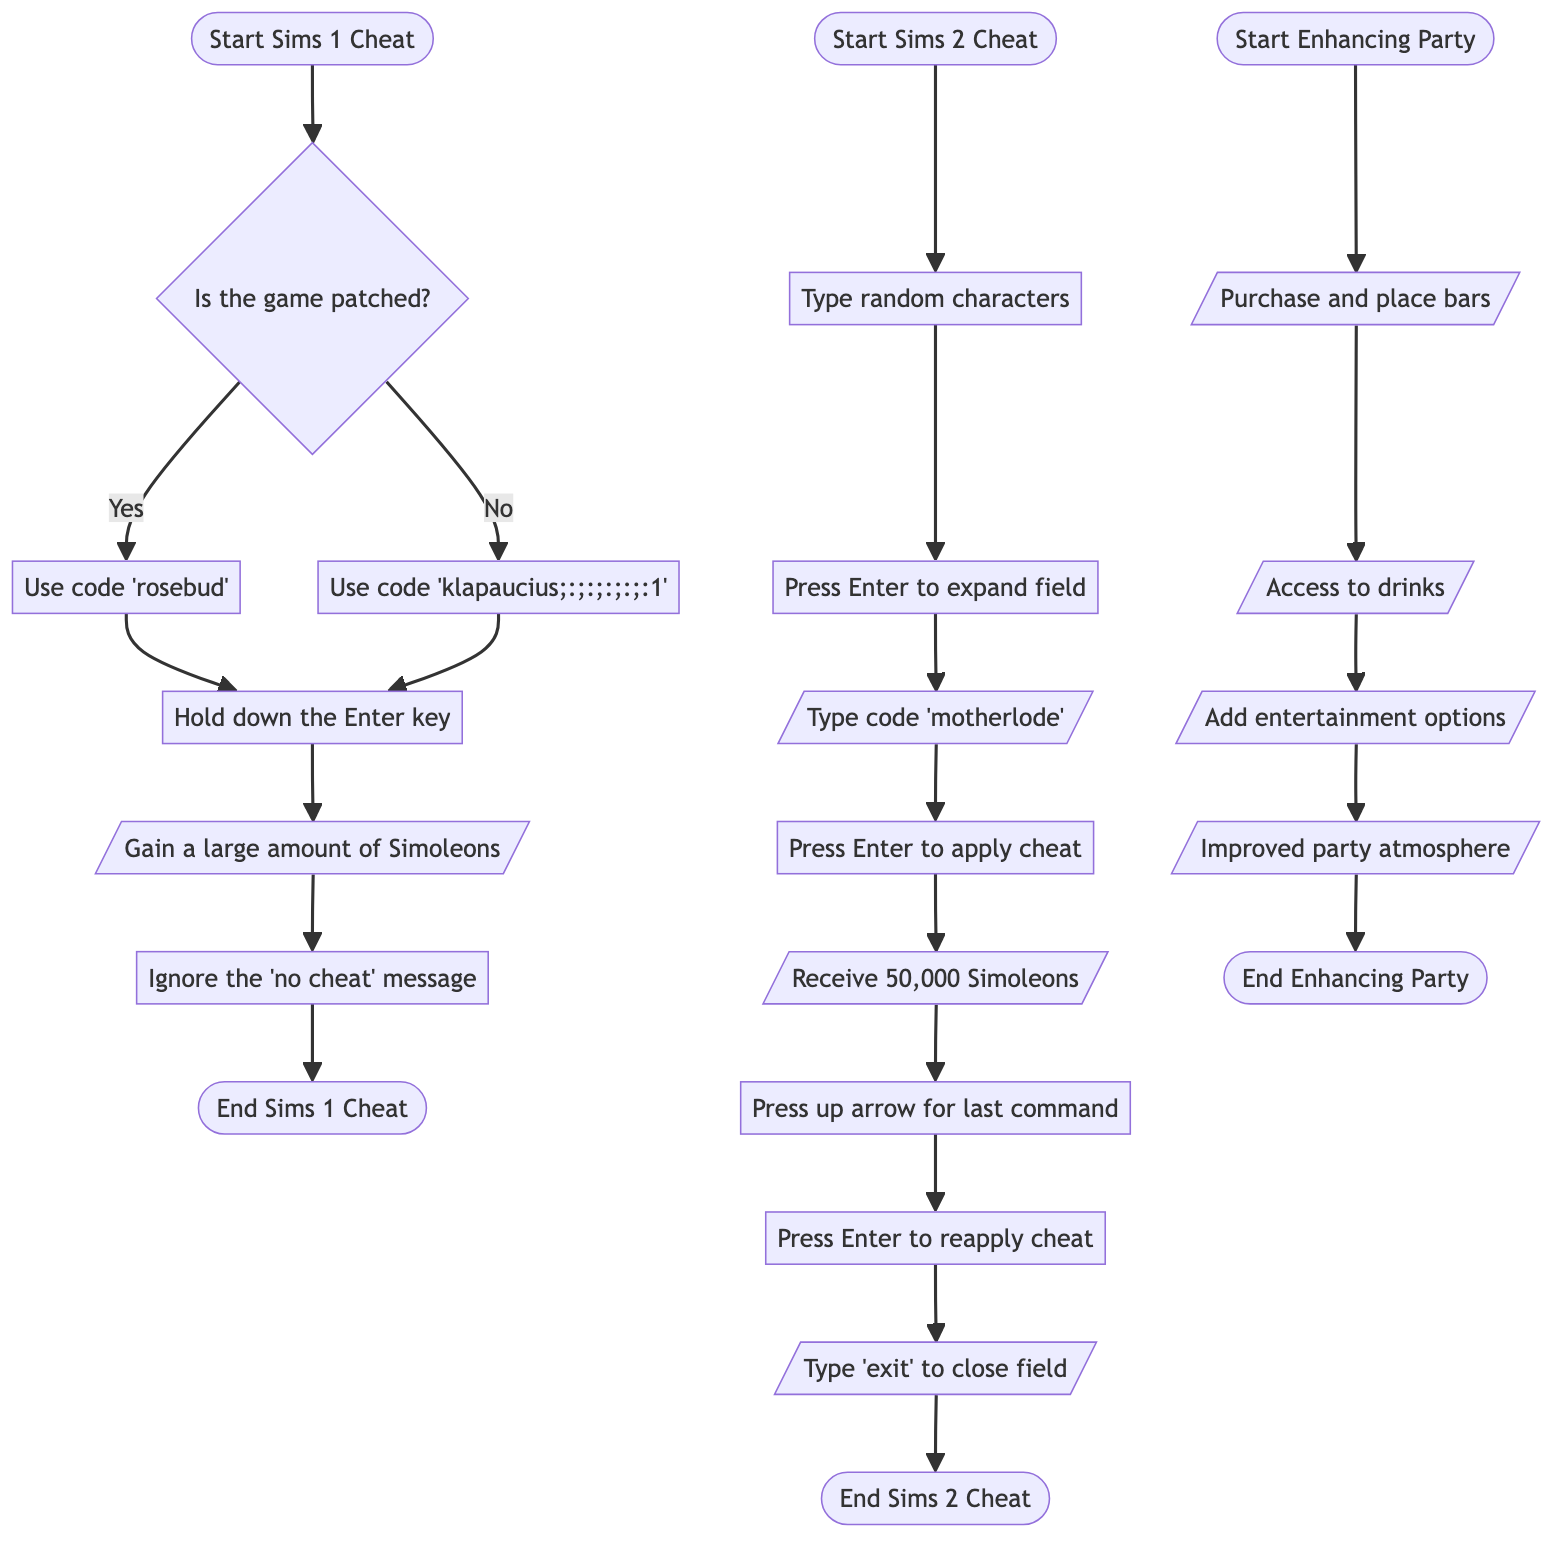 Start Sims 1 Cheat
Is the game patched?
Yes
No
Use code 'rosebud'
Use code 'klapaucius;:;:;:;:;:1'
Hold down the Enter key
Gain a large amount of Simoleons
Ignore the 'no cheat' message
End Sims 1 Cheat
Start Sims 2 Cheat
Type random characters
Press Enter to expand field
Type code 'motherlode'
Press Enter to apply cheat
Receive 50,000 Simoleons
Press up arrow for last command
Press Enter to reapply cheat
Type 'exit' to close field
End Sims 2 Cheat
Start Enhancing Party
Purchase and place bars
Access to drinks
Add entertainment options
Improved party atmosphere
End Enhancing Party